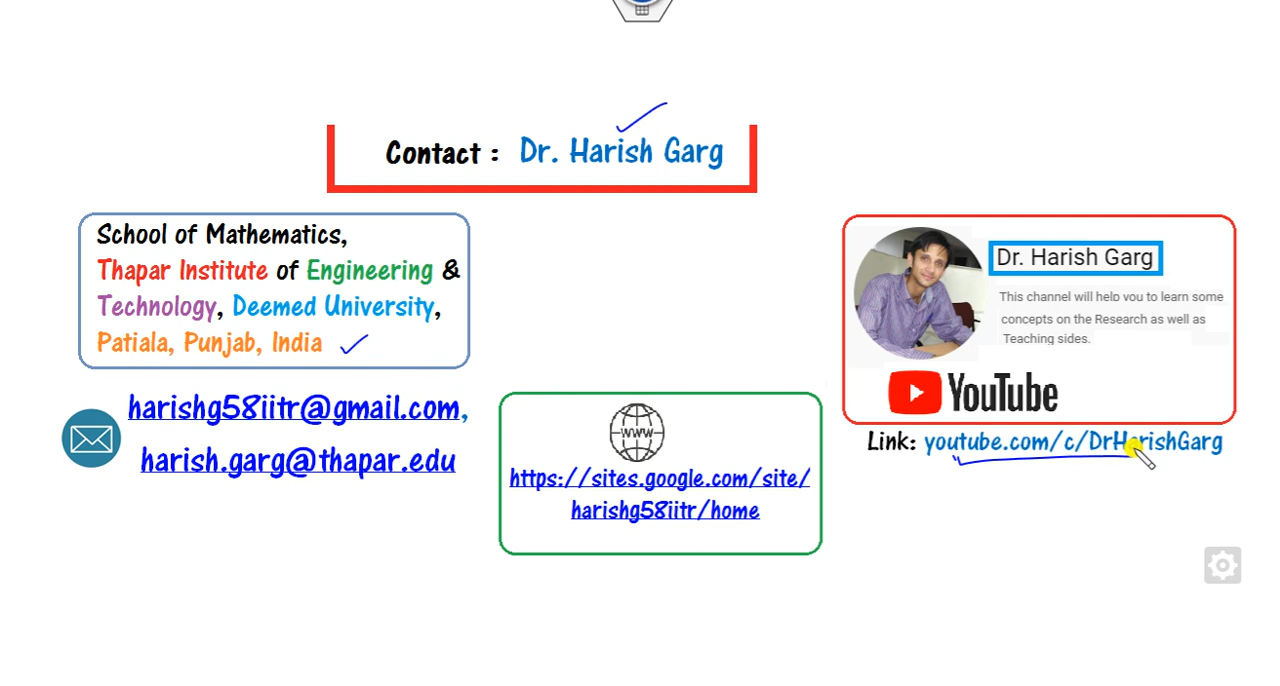 Contact : Dr. Harish Garg
School of Mathematics,
Thapar Institute of Engineering &
Technology, Deemed University,
Patiala, Punjab, India
harishg58iitr@gmail.com,
harish.garg@thapar.edu
WWW
https://sites.google.com/site/
harishg58iitr/home
Dr. Harish Garg
This channel will help you to learn some
concepts on the Research as well as
Teaching sides.
YouTube
Link: youtube.com/c/DrHarishGarg